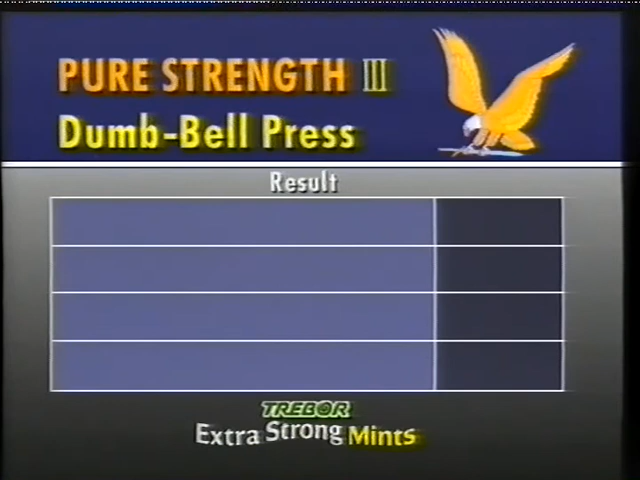 PURE STRENGTH III
Dumb-Bell Press
Result
TREBOR
Extra Strong Mints